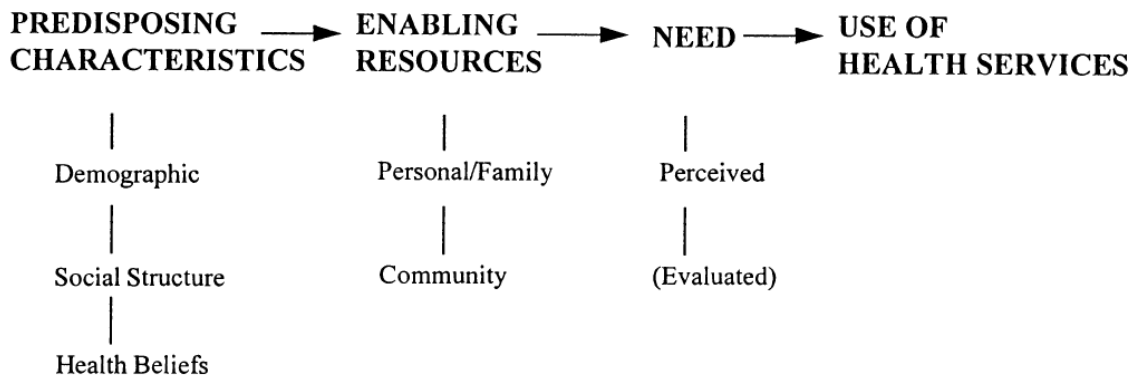 PREDISPOSING
CHARACTERISTICS
ENABLING
RESOURCES
NEED
USE OF
HEALTH SERVICES
Demographic
Social Structure
Health Beliefs
Personal/Family
Community
Perceived
(Evaluated)